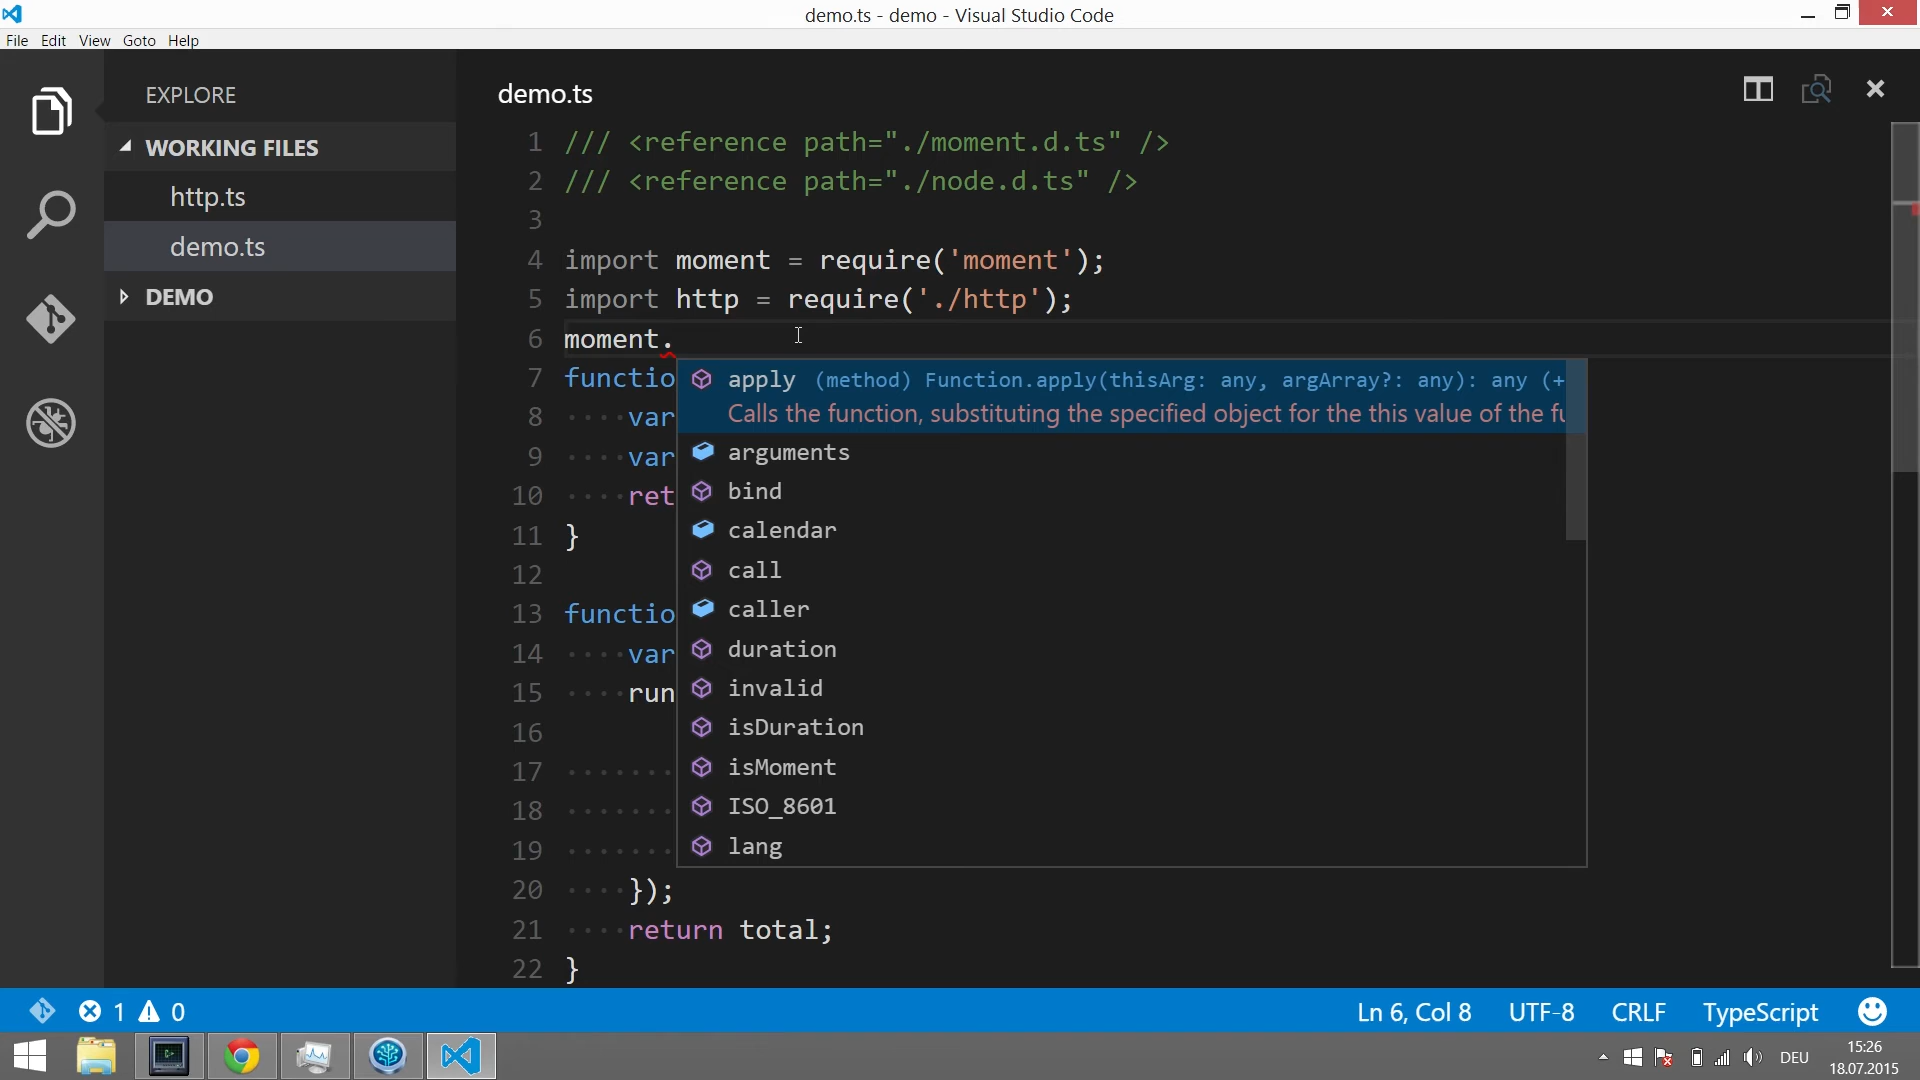 demo.ts - demo - Visual Studio Code
File Edit View Goto Help
EXPLORE
WORKING FILES
http.ts
demo.ts
DEMO
demo.ts
1 /// <reference path="./moment.d.ts" />
2 /// <reference path="./node.d.ts" />
3
4 import moment = require('moment');
5 import http = require('./http');
6 moment.
7 functio
8 ····var
9 ····var
10 ····ret
11 }
12
13 functio
14 ····var
15 ····run
16
17 ·······
18 ·······
19 ·······
20 ····});
21 ····return total;
22 }
apply (method) Function.apply(thisArg: any, argArray?: any): any (+
Calls the function, substituting the specified object for the this value of the fu
arguments
bind
calendar
call
caller
duration
invalid
isDuration
isMoment
ISO_8601
lang
1 0
Ln 6, Col 8 UTF-8 CRLF TypeScript
DEU
15:26
18.07.2015